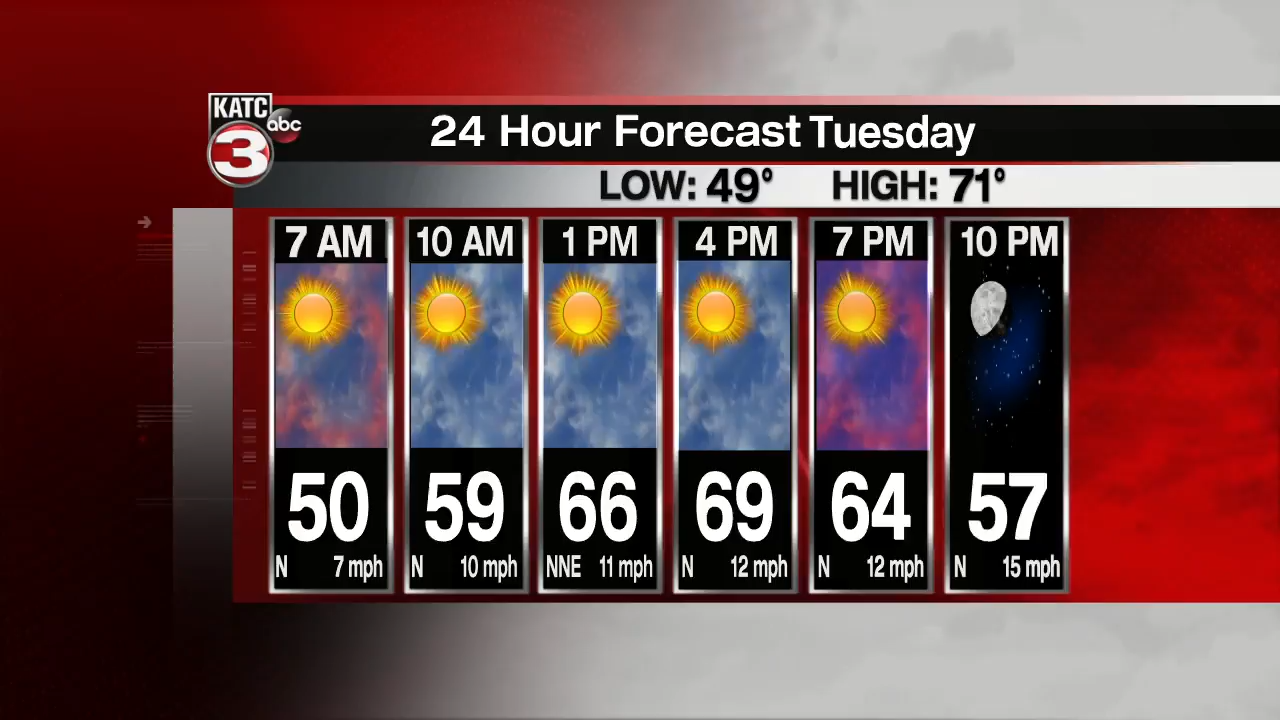 KATC
abc
3
24 Hour Forecast Tuesday
LOW: 49° HIGH: 71°
7 AM 10 AM 1 PM 4 PM 7 PM 10 PM
50 59 66 69 64 57
N 7 mph N 10 mph NNE 11 mph N 12 mph N 12 mph N 15 mph